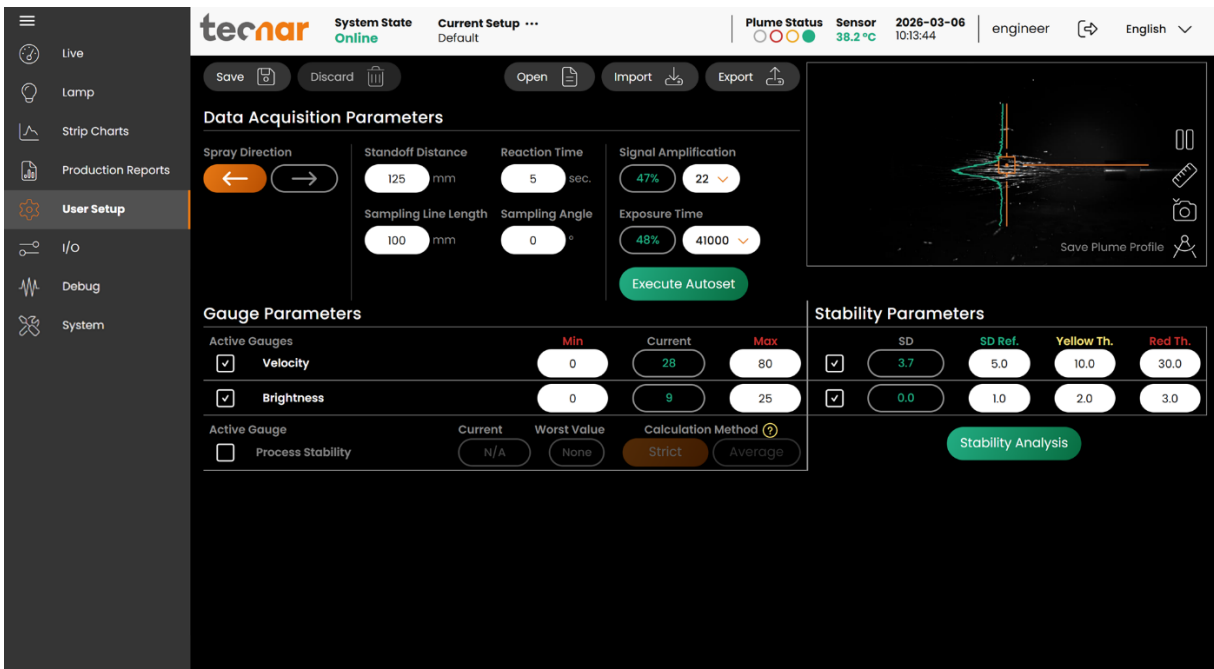 tecnar
System State
Online
Current Setup ...
Default
Plume Status
Sensor
38.2 °C
2026-03-06
10:13:44
engineer
English
Live
Lamp
Strip Charts
Production Reports
User Setup
I/O
Debug
System
Save
Discard
Open
Import
Export
Data Acquisition Parameters
Spray Direction
Standoff Distance
Reaction Time
Signal Amplification
125 mm
5 sec.
47%
22
Sampling Line Length
Sampling Angle
Exposure Time
100 mm
0 °
48%
41000
Execute Autoset
Save Plume Profile
Gauge Parameters
Active Gauges
Min
Current
Max
Velocity
0
28
80
Brightness
0
9
25
Active Gauge
Current
Worst Value
Calculation Method ?
Process Stability
N/A
None
Strict
Average
Stability Parameters
SD
SD Ref.
Yellow Th.
Red Th.
3.7
5.0
10.0
30.0
0.0
1.0
2.0
3.0
Stability Analysis